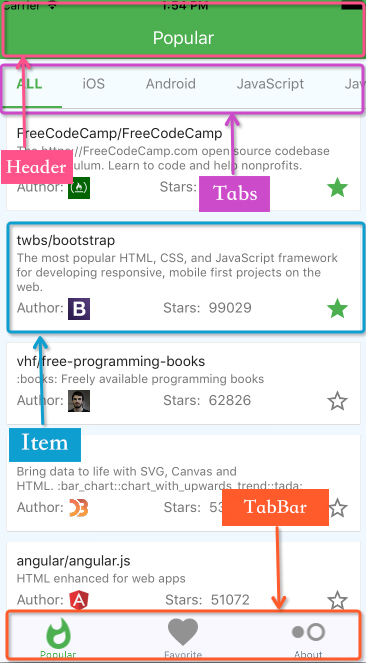 Carrier
1:54 PM
Popular
ALL iOS Android JavaScript Jav
FreeCodeCamp/FreeCodeCamp
The https://FreeCodeCamp.com open source codebase
and help nonprofits. Learn to code
Header
Author: Stars:
Tabs
twbs/bootstrap
The most popular HTML, CSS, and JavaScript framework
for developing responsive, mobile first projects on the
web.
Author: Stars: 99029
vhf/free-programming-books
:books: Freely available programming books
Author: Stars: 62826
Item
Bring data to life with SVG, Canvas and
HTML. :bar_chart::chart_with_upwards_trend::tada:
Author: Stars: 53
TabBar
angular/angular.js
HTML enhanced for web apps
Author: Stars: 51072
Popular Favorite About